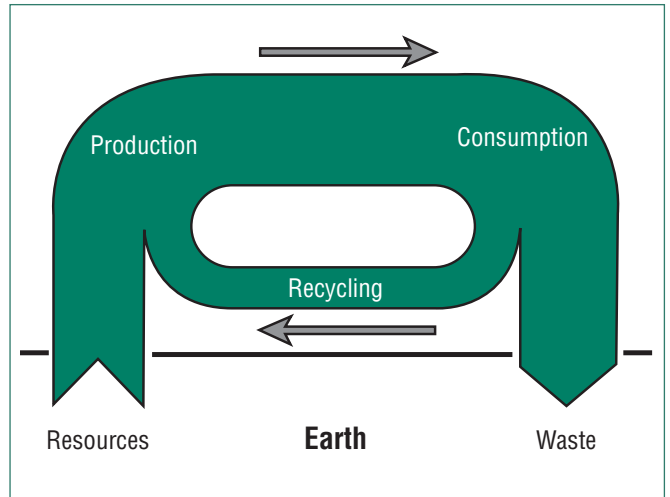 Production
Consumption
Recycling
Resources
Earth
Waste